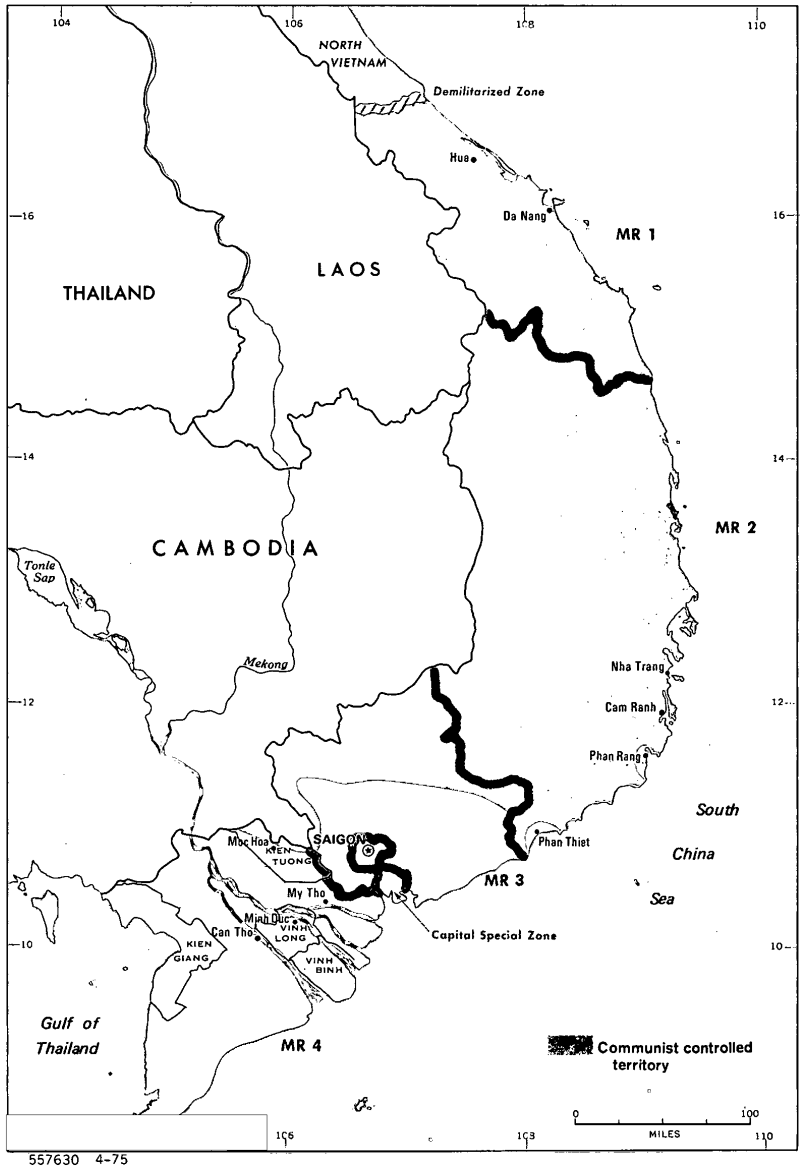 104
106
108
110
NORTH
VIETNAM
Demilitarized Zone
Hua
16
Da Nang
16
MR 1
LAOS
THAILAND
14
14
MR 2
CAMBODIA
Tonle
Sap
Mekong
Nha Trang
12
Cam Ranh
12
Phan Rang
South
China
Sea
Moc Hoa
SAIGON
KIEN
TUONG
Phan Thiet
MR 3
My Tho
Minh Duc
VINH
LONG
Can Tho
Capital Special Zone
10
KIEN
GIANG
VINH
BINH
10
Gulf of
Thailand
MR 4
Communist controlled
territory
0
100
MILES
106
108
110
557630 4-75